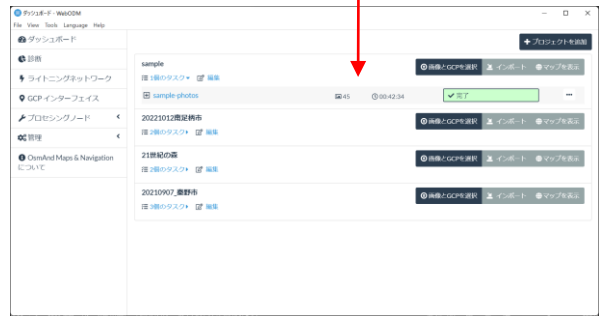 ダッシュボード - WebODM
File View Tools Language Help
ダッシュボード
+ プロジェクトを追加
診断
sample
画像とGCPを選択 インポート マップを表示
1個のタスク 編集
ライトニングネットワーク
sample-photos 45 00:42:34 完了 ...
GCP インターフェイス
20221012南足柄市
画像とGCPを選択 インポート マップを表示
プロセシングノード
2個のタスク 編集
管理
21世紀の森
画像とGCPを選択 インポート マップを表示
OsmAnd Maps & Navigation
について
2個のタスク 編集
20210907_秦野市
画像とGCPを選択 インポート マップを表示
3個のタスク 編集